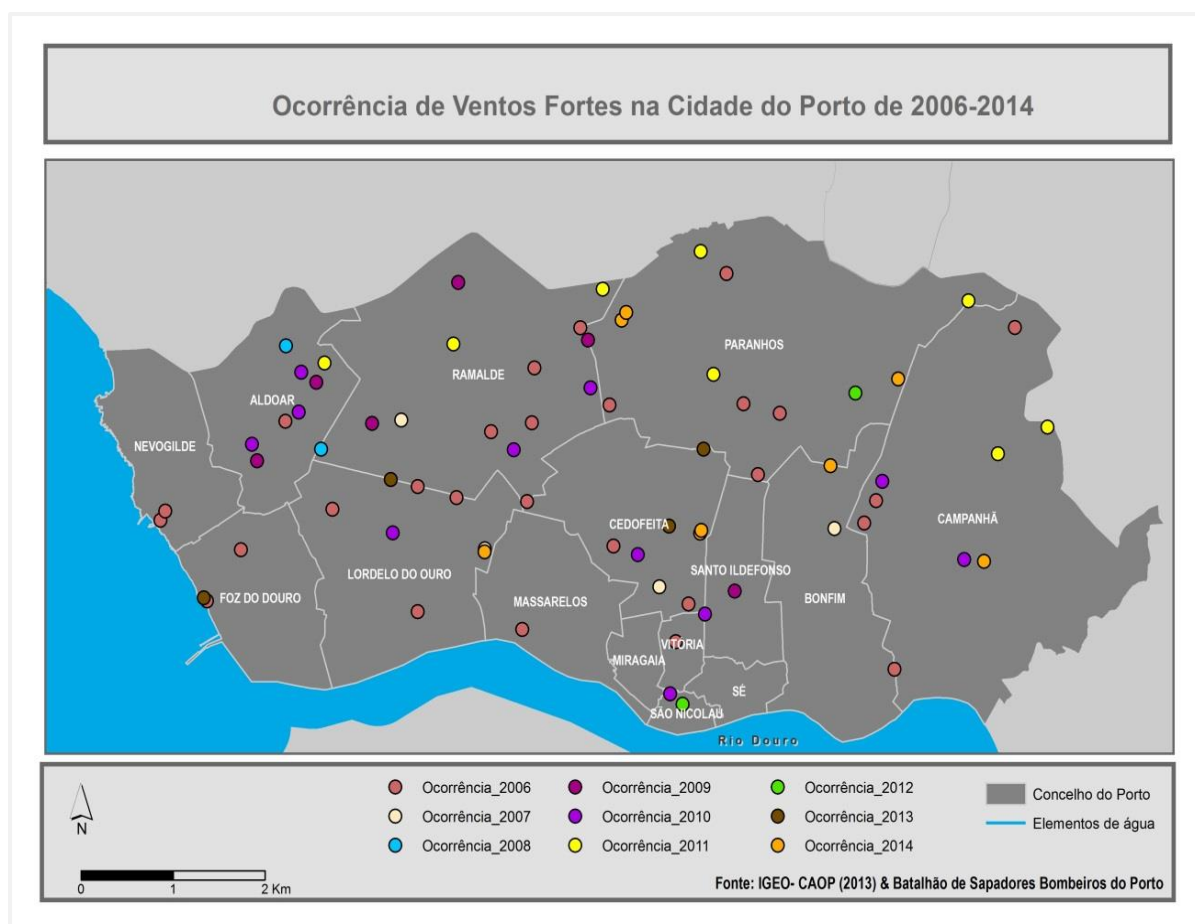 Ocorrência de Ventos Fortes na Cidade do Porto de 2006-2014
PARANHOS
RAMALDE
ALDOAR
NEVOGILDE
CEDOFEITA
CAMPANHÃ
LORDELO DO OURO
SANTO ILDEFONSO
FOZ DO DOURO
MASSARELOS
BONFIM
VITORIA
MIRAGAIA
SÉ
SÃO NICOLAU
Rio Douro
N
0 1 2 Km
Ocorrência_2006
Ocorrência_2007
Ocorrência_2008
Ocorrência_2009
Ocorrência_2010
Ocorrência_2011
Ocorrência_2012
Ocorrência_2013
Ocorrência_2014
Concelho do Porto
Elementos de água
Fonte: IGEO- CAOP (2013) & Batalhão de Sapadores Bombeiros do Porto